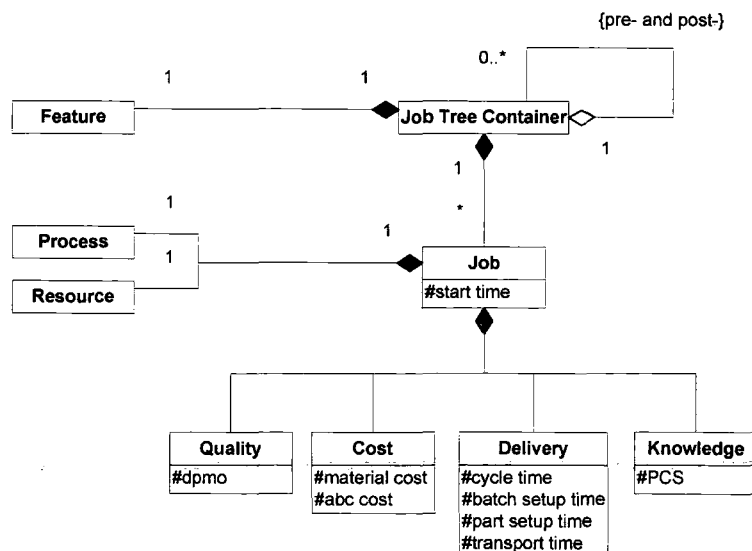 {pre- and post-}
0..*
1
1
Feature
Job Tree Container
1
1
*
1
1
Process
1
Job
Resource
#start time
Quality
Cost
Delivery
Knowledge
#dpmo
#material cost
#cycle time
#PCS
#abc cost
#batch setup time
#part setup time
#transport time